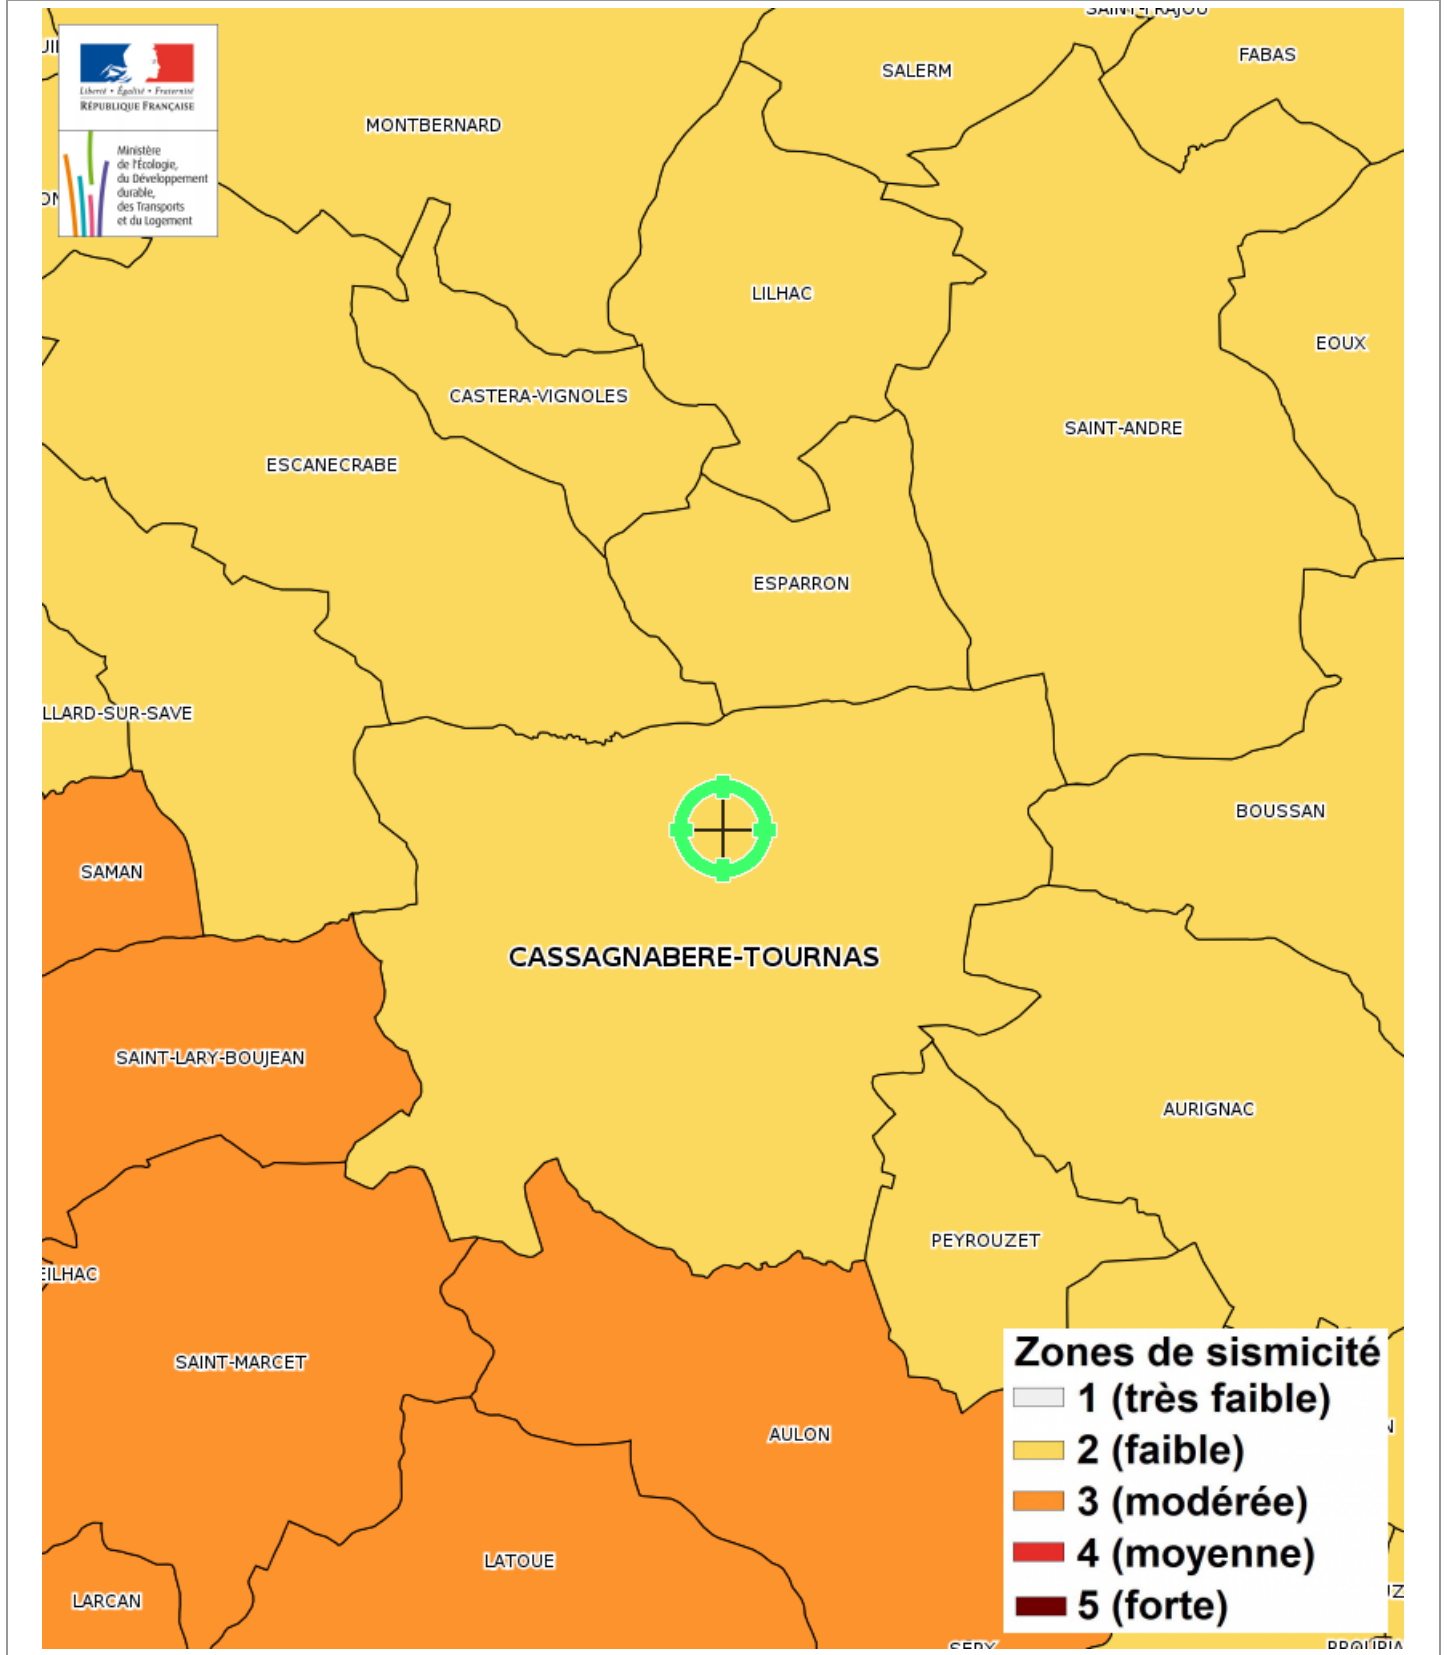 SAINT-FRAJOU
FABAS
SALERM
Liberté • Égalité • Fraternité
RÉPUBLIQUE FRANÇAISE
MONTBERNARD
Ministère
de l'Écologie,
du Développement
durable,
des Transports
et du Logement
LILHAC
EOUX
CASTERA-VIGNOLES
SAINT-ANDRE
ESCANECRABE
ESPARRON
LLARD-SUR-SAVE
BOUSSAN
SAMAN
CASSAGNABERE-TOURNAS
SAINT-LARY-BOUJEAN
AURIGNAC
PEYROUZET
EILHAC
SAINT-MARCET
Zones de sismicité
1 (très faible)
2 (faible)
3 (modérée)
4 (moyenne)
5 (forte)
AULON
LATOUE
LARCAN